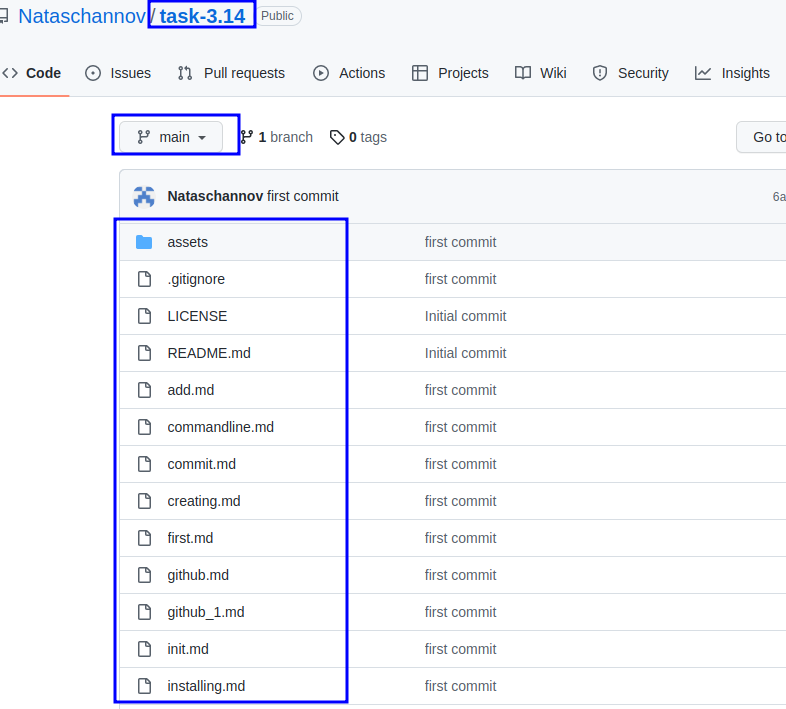 Nataschannov / task-3.14 Public
Code Issues Pull requests Actions Projects Wiki Security Insights
main 1 branch 0 tags Go to
Nataschannov first commit 6a
assets first commit
.gitignore first commit
LICENSE Initial commit
README.md Initial commit
add.md first commit
commandline.md first commit
commit.md first commit
creating.md first commit
first.md first commit
github.md first commit
github_1.md first commit
init.md first commit
installing.md first commit